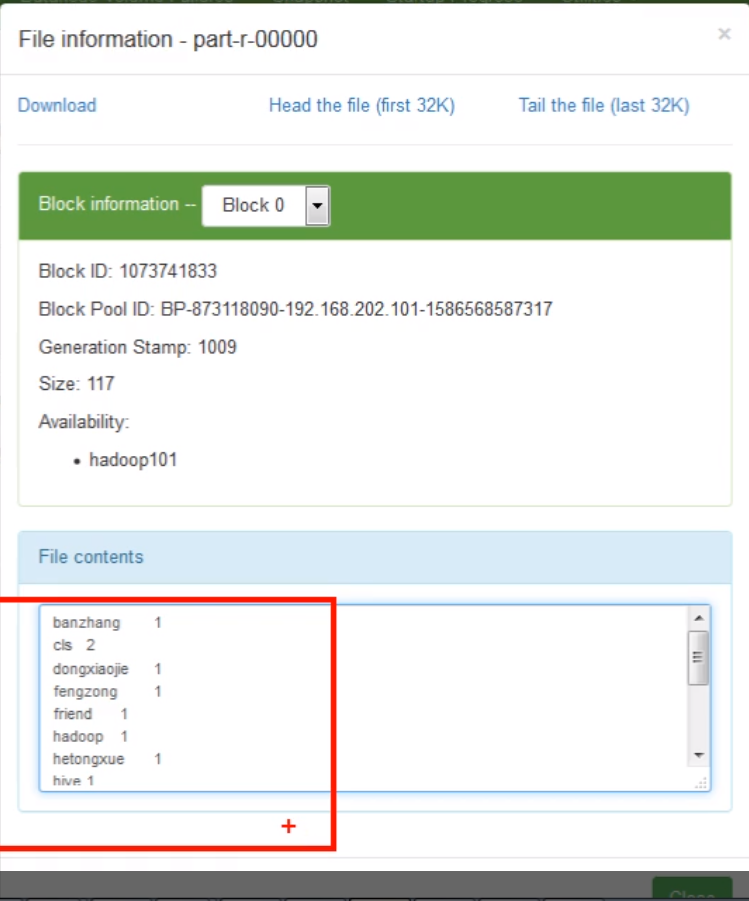 File information - part-r-00000
×
Download
Head the file (first 32K)
Tail the file (last 32K)
Block information --
Block 0
Block ID: 1073741833
Block Pool ID: BP-873118090-192.168.202.101-1586568587317
Generation Stamp: 1009
Size: 117
Availability:
hadoop101
File contents
banzhang 1
cls 2
dongxiaojie 1
fengzong 1
friend 1
hadoop 1
hetongxue 1
hive 1
Close